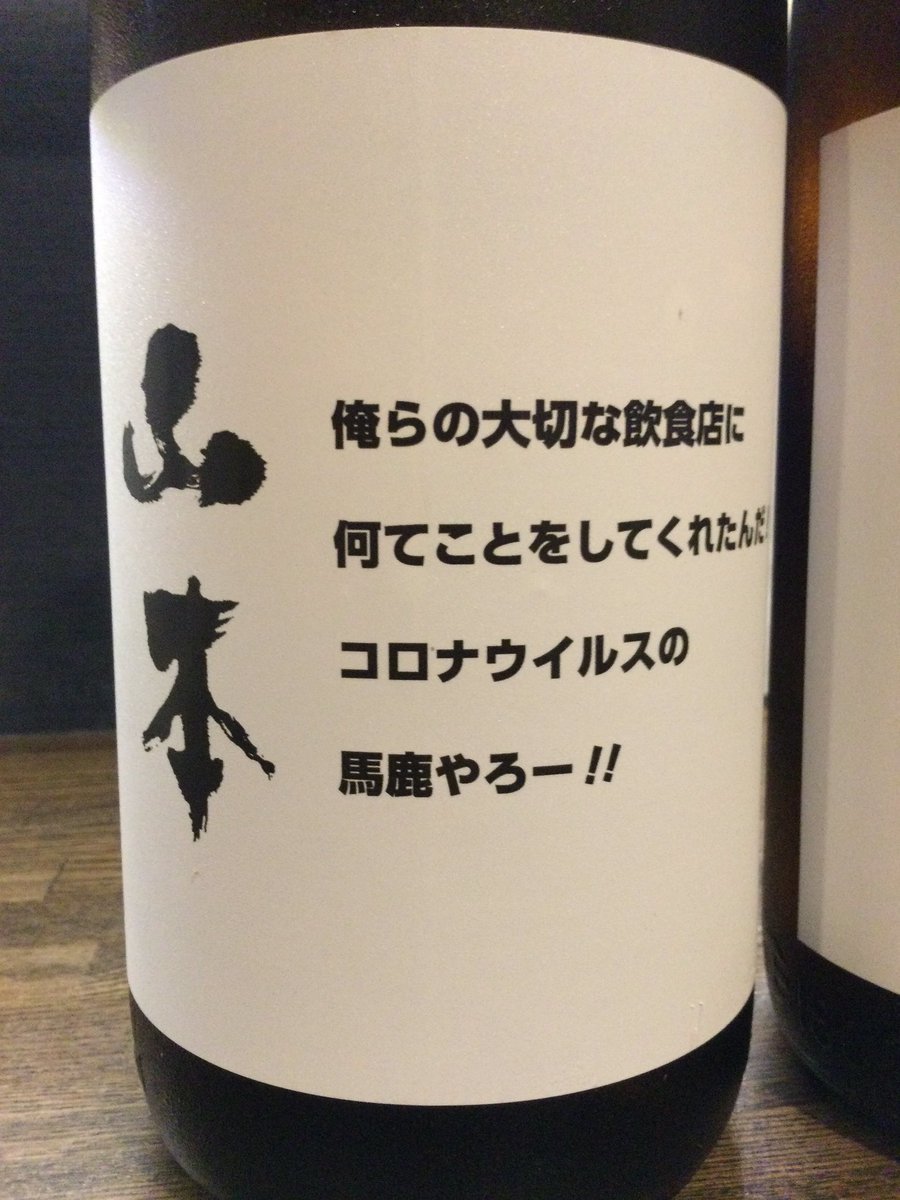 山本
俺らの大切な飲食店に
何てことをしてくれたんだ!
コロナウイルスの
馬鹿やろー!!